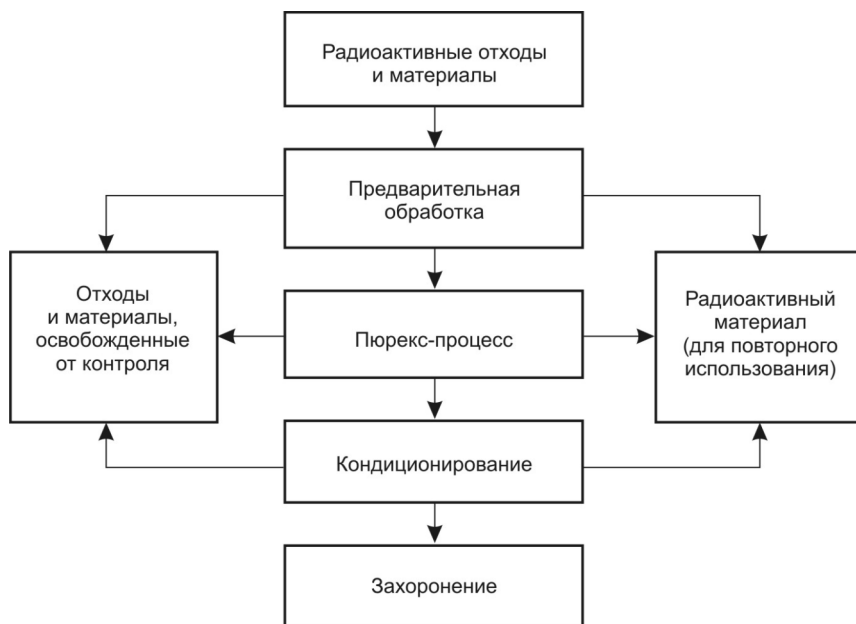 Радиоактивные отходы
и материалы
Предварительная
обработка
Отходы
и материалы,
освобожденные
от контроля
Пюрекс-процесс
Радиоактивный
материал
(для повторного
использования)
Кондиционирование
Захоронение